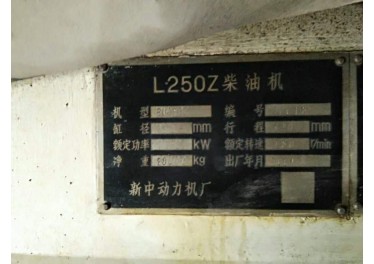 L250Z柴油机
机 型 编 号
缸 径 mm 行 程 mm
额定功率 kW 额定转速 r/min
净 重 kg 出厂年月
新中动力机厂